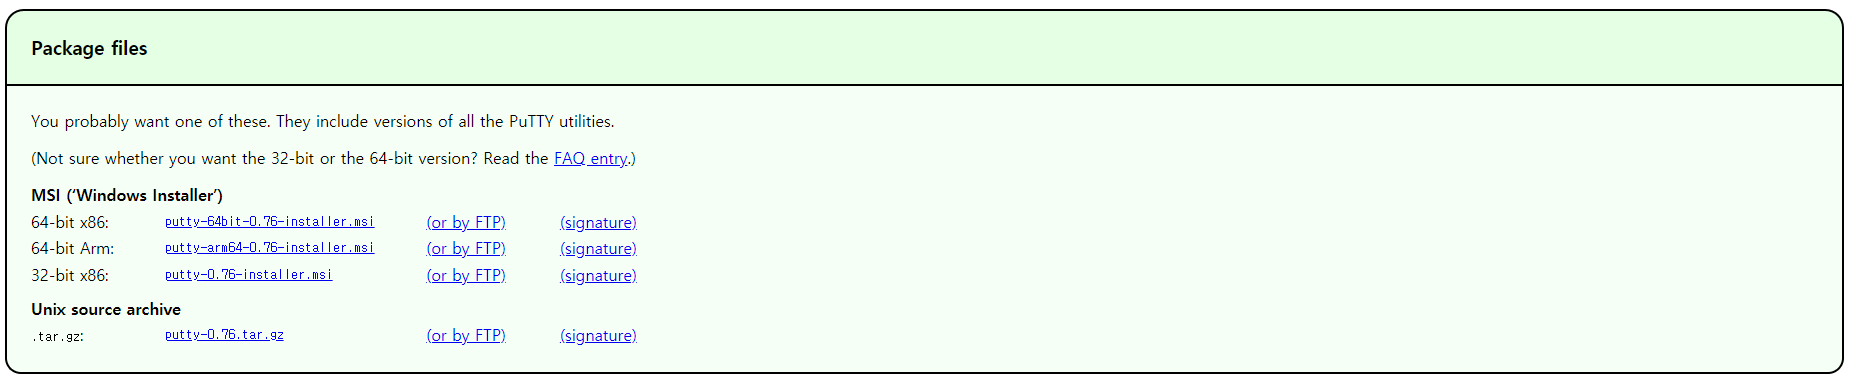 Package files
You probably want one of these. They include versions of all the PuTTY utilities.
(Not sure whether you want the 32-bit or the 64-bit version? Read the FAQ entry.)
MSI (‘Windows Installer’)
64-bit x86: putty-64bit-0.76-installer.msi (or by FTP) (signature)
64-bit Arm: putty-arm64-0.76-installer.msi (or by FTP) (signature)
32-bit x86: putty-0.76-installer.msi (or by FTP) (signature)
Unix source archive
.tar.gz: putty-0.76.tar.gz (or by FTP) (signature)